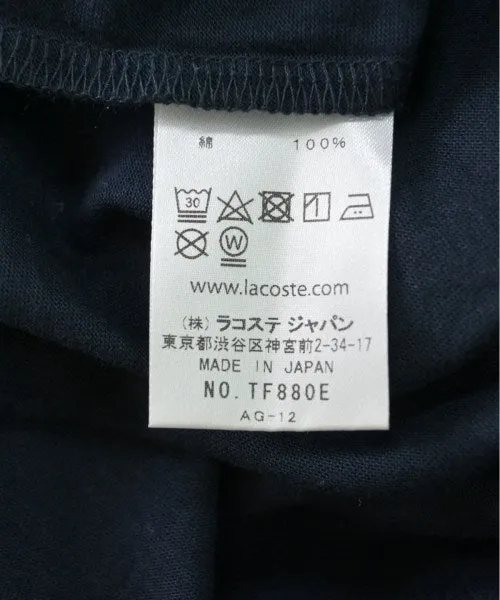 綿 100%
30
W
www.lacoste.com
(株) ラコステ ジャパン
東京都渋谷区神宮前2-34-17
MADE IN JAPAN
NO. TF880E
AG-12